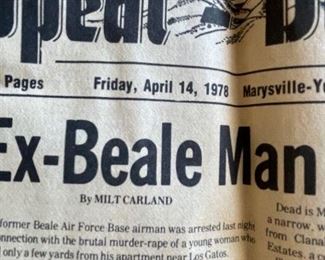 Appeal-D
Pages Friday, April 14, 1978 Marysville-Yu
Ex-Beale Man
By MILT CARLAND
former Beale Air Force Base airman was arrested last night
onnection with the brutal murder-rape of a young woman who
d only a few yards from his apartment near Los Gatos.
Dead is M
a narrow, w
from Clana
Estates, a c